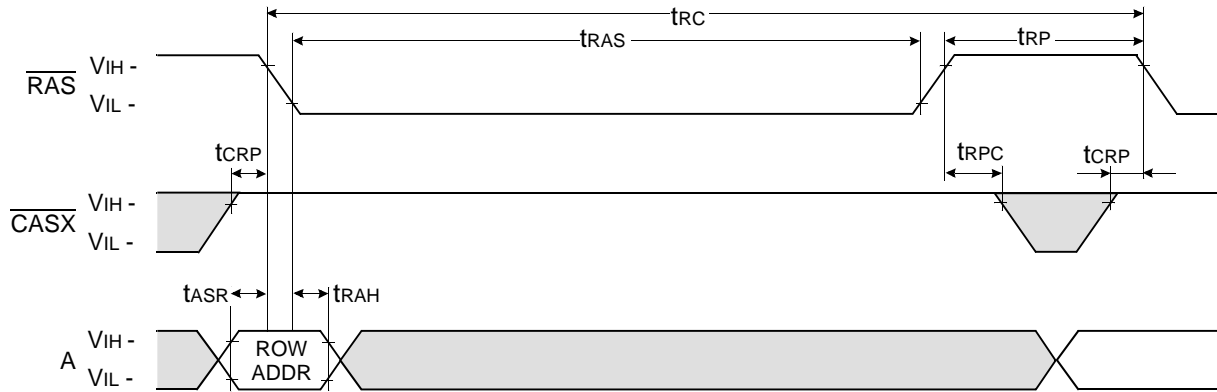 tRC
tRAS
tRP
RAS
VIH -
VIL -
tCRP
tRPC
tCRP
CASX
VIH -
VIL -
tASR
tRAH
A
VIH -
VIL -
ROW
ADDR